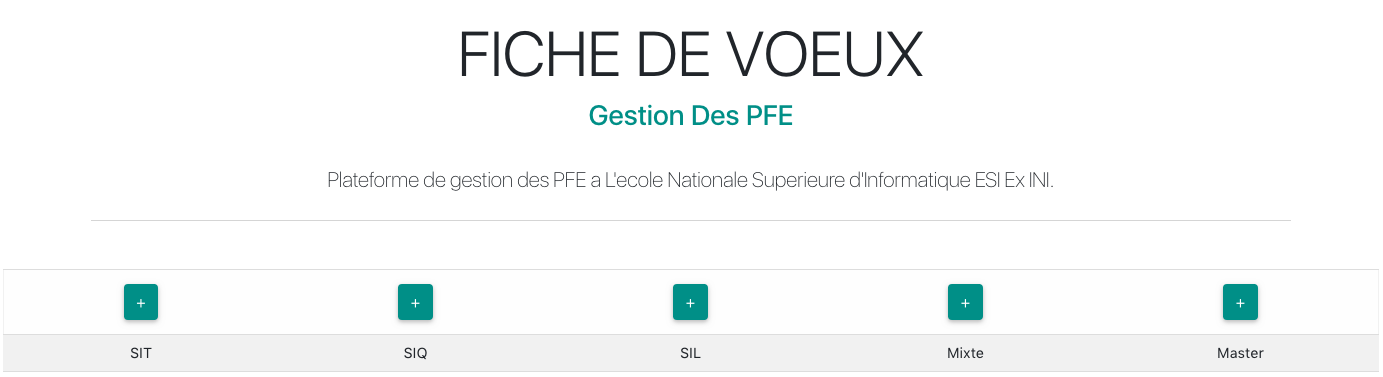 FICHE DE VOEUX
Gestion Des PFE
Plateforme de gestion des PFE a L'ecole Nationale Superieure d'Informatique ESI Ex INI.
+ + + + +
SIT SIQ SIL Mixte Master